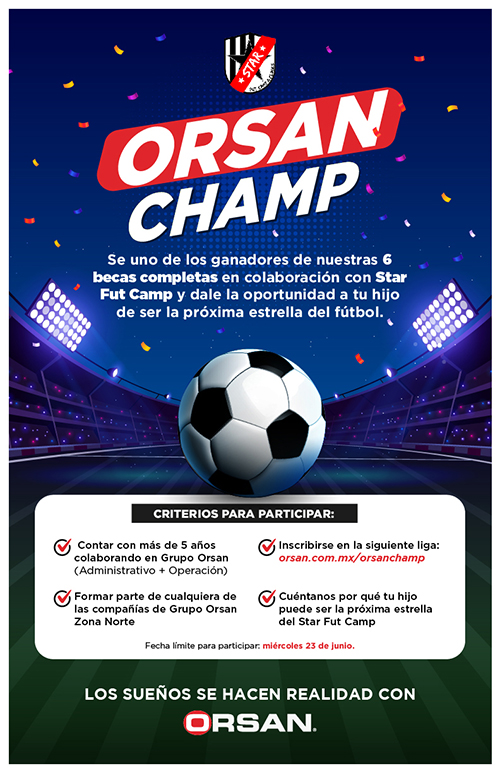 STAR
ORSAN
CHAMP
Se uno de los ganadores de nuestras 6
becas completas en colaboración con Star
Fut Camp y dale la oportunidad a tu hijo
de ser la próxima estrella del fútbol.
CRITERIOS PARA PARTICIPAR:
Contar con más de 5 años
colaborando en Grupo Orsan
(Administrativo + Operación)
Inscribirse en la siguiente liga:
orsan.com.mx/orsanchamp
Formar parte de cualquiera de
las compañías de Grupo Orsan
Zona Norte
Cuéntanos por qué tu hijo
puede ser la próxima estrella
del Star Fut Camp
Fecha límite para participar: miércoles 23 de junio.
LOS SUEÑOS SE HACEN REALIDAD CON
ORSAN®